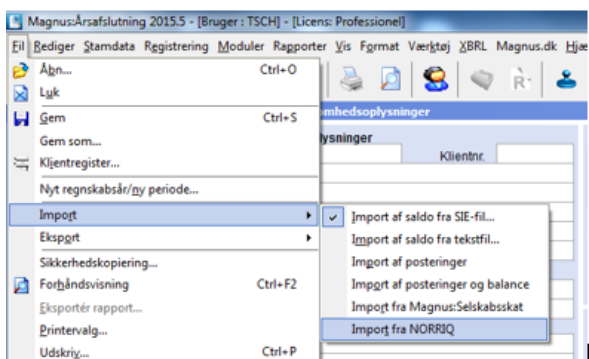 Magnus:Årsafslutning 2015.5 - [Bruger : TSCH] - [Licens: Professionel]
Fil Rediger Stamdata Registrering Moduler Rapporter Vis Format Værktøj XBRL Magnus.dk
Åbn... Ctrl+O
Luk
mhedsoplysninger
Gem Ctrl+S
lysninger
Gem som...
Klientnr.
Klientregister...
Nyt regnskabsår/ny periode...
Import
Import af saldo fra SIE-fil...
Eksport
Import af saldo fra tekstfil...
Sikkerhedskopiering...
Import af posteringer
Forhåndsvisning Ctrl+F2
Import af posteringer og balance
Eksportér rapport...
Import fra Magnus:Selskabsskat
Printervalg...
Import fra NORRIQ
Udskriv... Ctrl+P